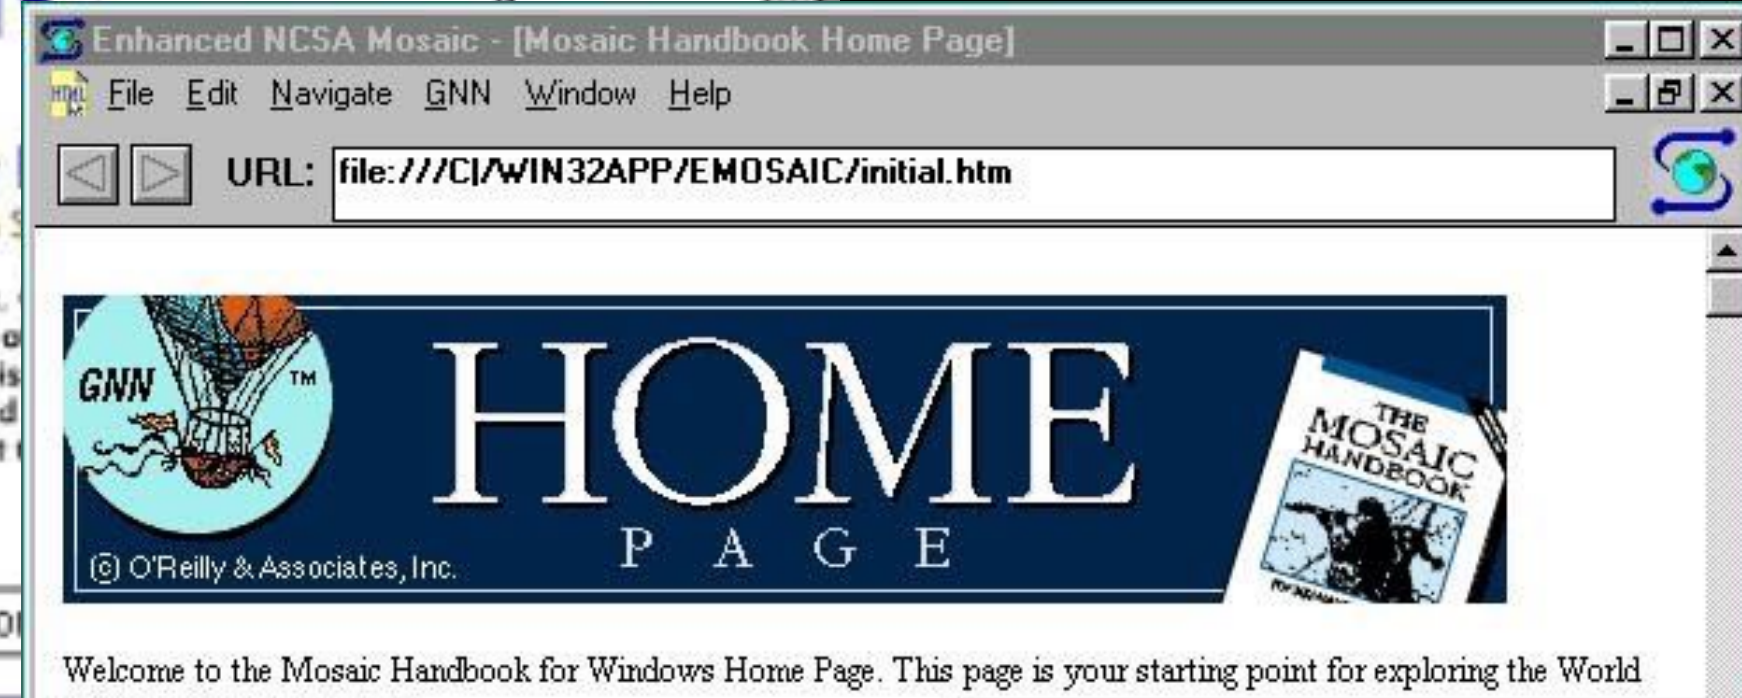 Enhanced NCSA Mosaic - [Mosaic Handbook Home Page]
File Edit Navigate GNN Window Help
URL: file:///C|/WIN32APP/EMOSAIC/initial.htm
GNN TM
HOME
PAGE
© O'Reilly & Associates, Inc.
THE
MOSAIC
HANDBOOK
Welcome to the Mosaic Handbook for Windows Home Page. This page is your starting point for exploring the World